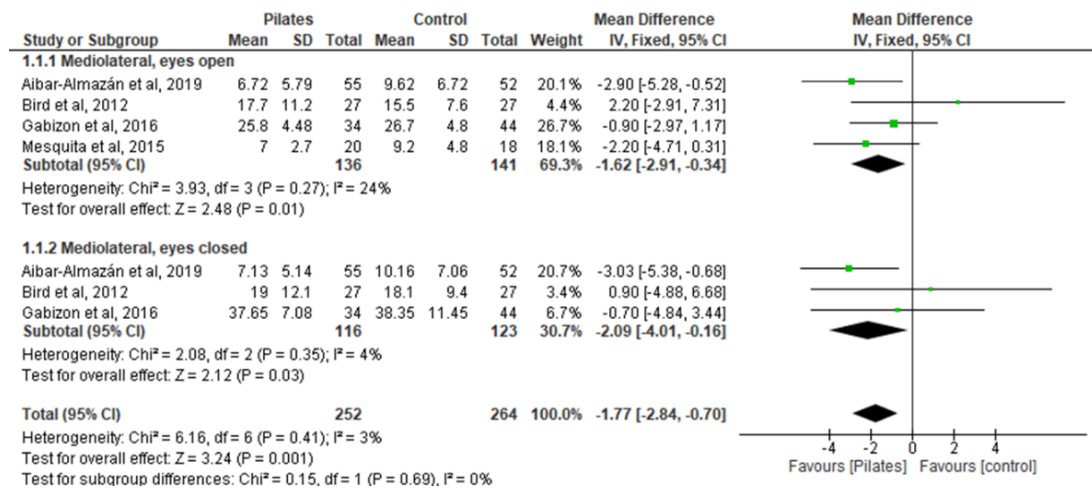 Pilates Control Mean Difference Mean Difference
Study or Subgroup Mean SD Total Mean SD Total Weight IV, Fixed, 95% CI IV, Fixed, 95% CI
1.1.1 Mediolateral, eyes open
Aibar-Almazán et al, 2019 6.72 5.79 55 9.62 6.72 52 20.1% -2.90 [-5.28, -0.52]
Bird et al, 2012 17.7 11.2 27 15.5 7.6 27 4.4% 2.20 [-2.91, 7.31]
Gabizon et al, 2016 25.8 4.48 34 26.7 4.8 44 26.7% -0.90 [-2.97, 1.17]
Mesquita et al, 2015 7 2.7 20 9.2 4.8 18 18.1% -2.20 [-4.71, 0.31]
Subtotal (95% CI) 136 141 69.3% -1.62 [-2.91, -0.34]
Heterogeneity: Chi² = 3.93, df = 3 (P = 0.27); I² = 24%
Test for overall effect: Z = 2.48 (P = 0.01)
1.1.2 Mediolateral, eyes closed
Aibar-Almazán et al, 2019 7.13 5.14 55 10.16 7.06 52 20.7% -3.03 [-5.38, -0.68]
Bird et al, 2012 19 12.1 27 18.1 9.4 27 3.4% 0.90 [-4.88, 6.68]
Gabizon et al, 2016 37.65 7.08 34 38.35 11.45 44 6.7% -0.70 [-4.84, 3.44]
Subtotal (95% CI) 116 123 30.7% -2.09 [-4.01, -0.16]
Heterogeneity: Chi² = 2.08, df = 2 (P = 0.35); I² = 4%
Test for overall effect: Z = 2.12 (P = 0.03)
Total (95% CI) 252 264 100.0% -1.77 [-2.84, -0.70]
Heterogeneity: Chi² = 6.16, df = 6 (P = 0.41); I² = 3%
Test for overall effect: Z = 3.24 (P = 0.001)
Test for subgroup differences: Chi² = 0.15, df = 1 (P = 0.69), I² = 0%
-4 -2 0 2 4
Favours [Pilates] Favours [control]